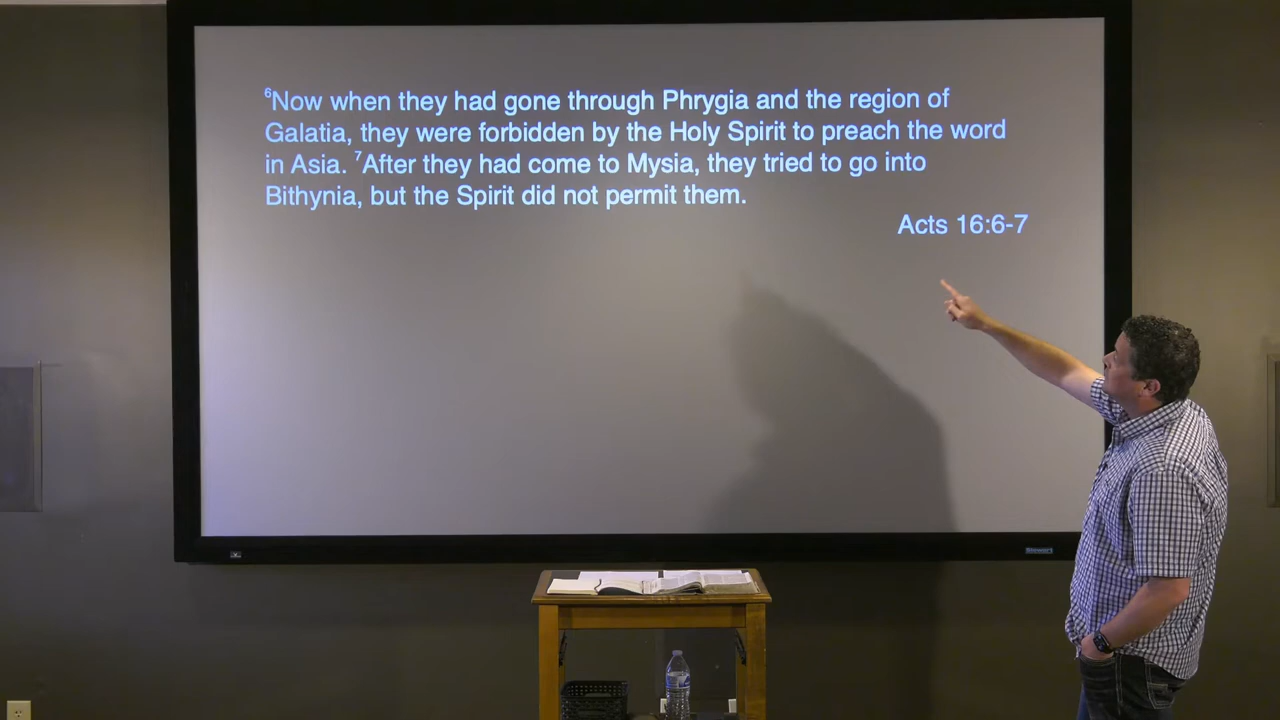 ⁶Now when they had gone through Phrygia and the region of
Galatia, they were forbidden by the Holy Spirit to preach the word
in Asia. ⁷After they had come to Mysia, they tried to go into
Bithynia, but the Spirit did not permit them.
Acts 16:6-7